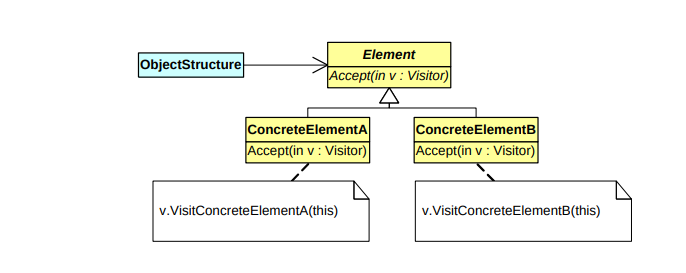 Element
ObjectStructure
Accept(in v : Visitor)
ConcreteElementA
ConcreteElementB
Accept(in v : Visitor)
Accept(in v : Visitor)
v.VisitConcreteElementA(this)
v.VisitConcreteElementB(this)